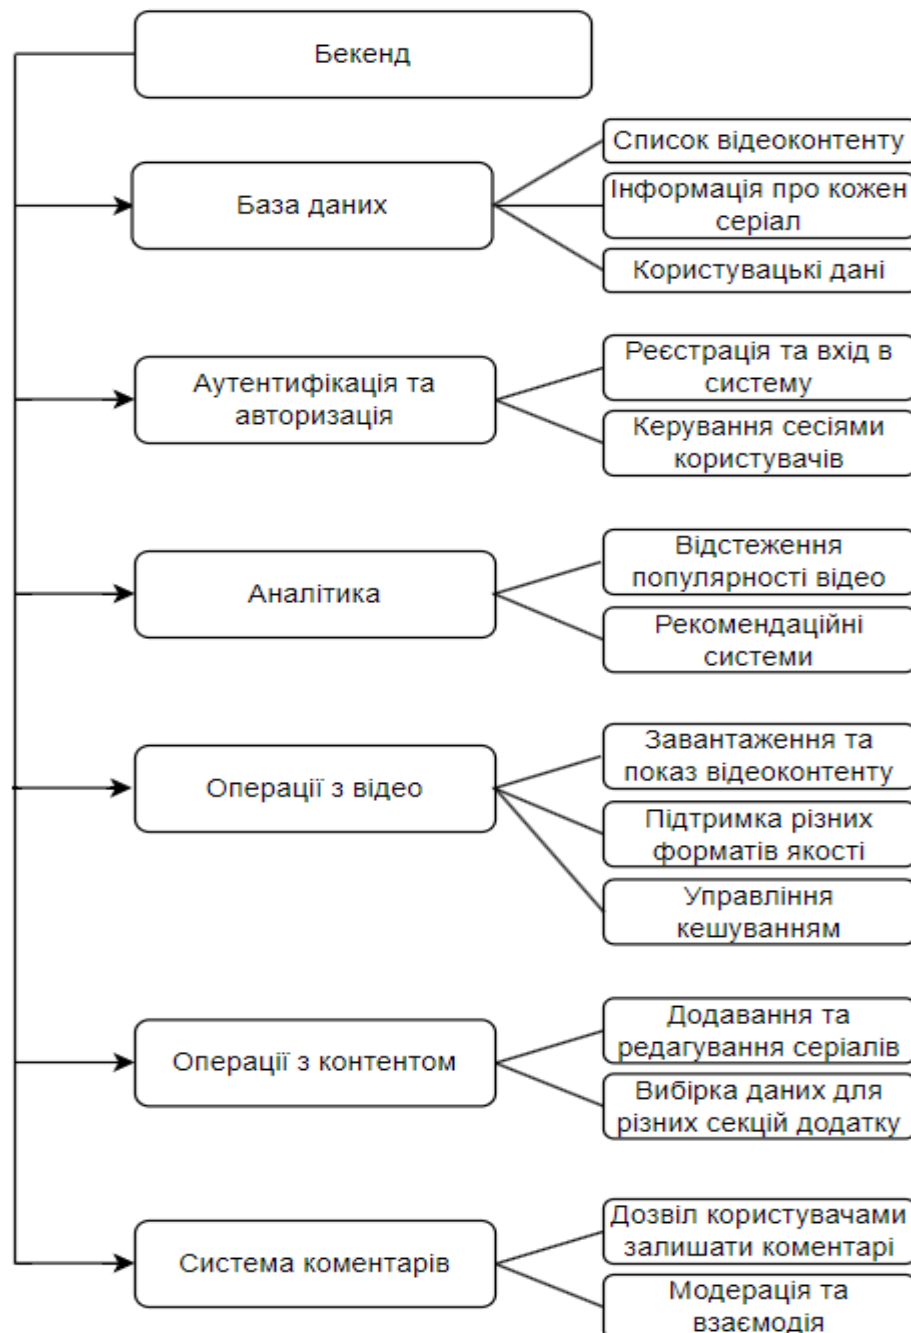 Бекенд
База даних
Список відеоконтенту
Інформація про кожен
серіал
Користувацькі дані
Аутентифікація та
авторизація
Реєстрація та вхід в
систему
Керування сесіями
користувачів
Аналітика
Відстеження
популярності відео
Рекомендаційні
системи
Операції з відео
Завантаження та
показ відеоконтенту
Підтримка різних
форматів якості
Управління
кешуванням
Операції з контентом
Додавання та
редагування серіалів
Вибірка даних для
різних секцій додатку
Система коментарів
Дозвіл користувачами
залишати коментарі
Модерація та
взаємодія